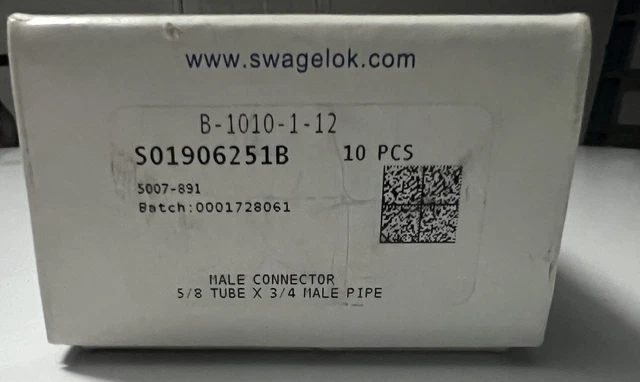 www.swagelok.com
B-1010-1-12
S01906251B 10 PCS
5007-891
Batch:0001728061
MALE CONNECTOR
5/8 TUBE X 3/4 MALE PIPE